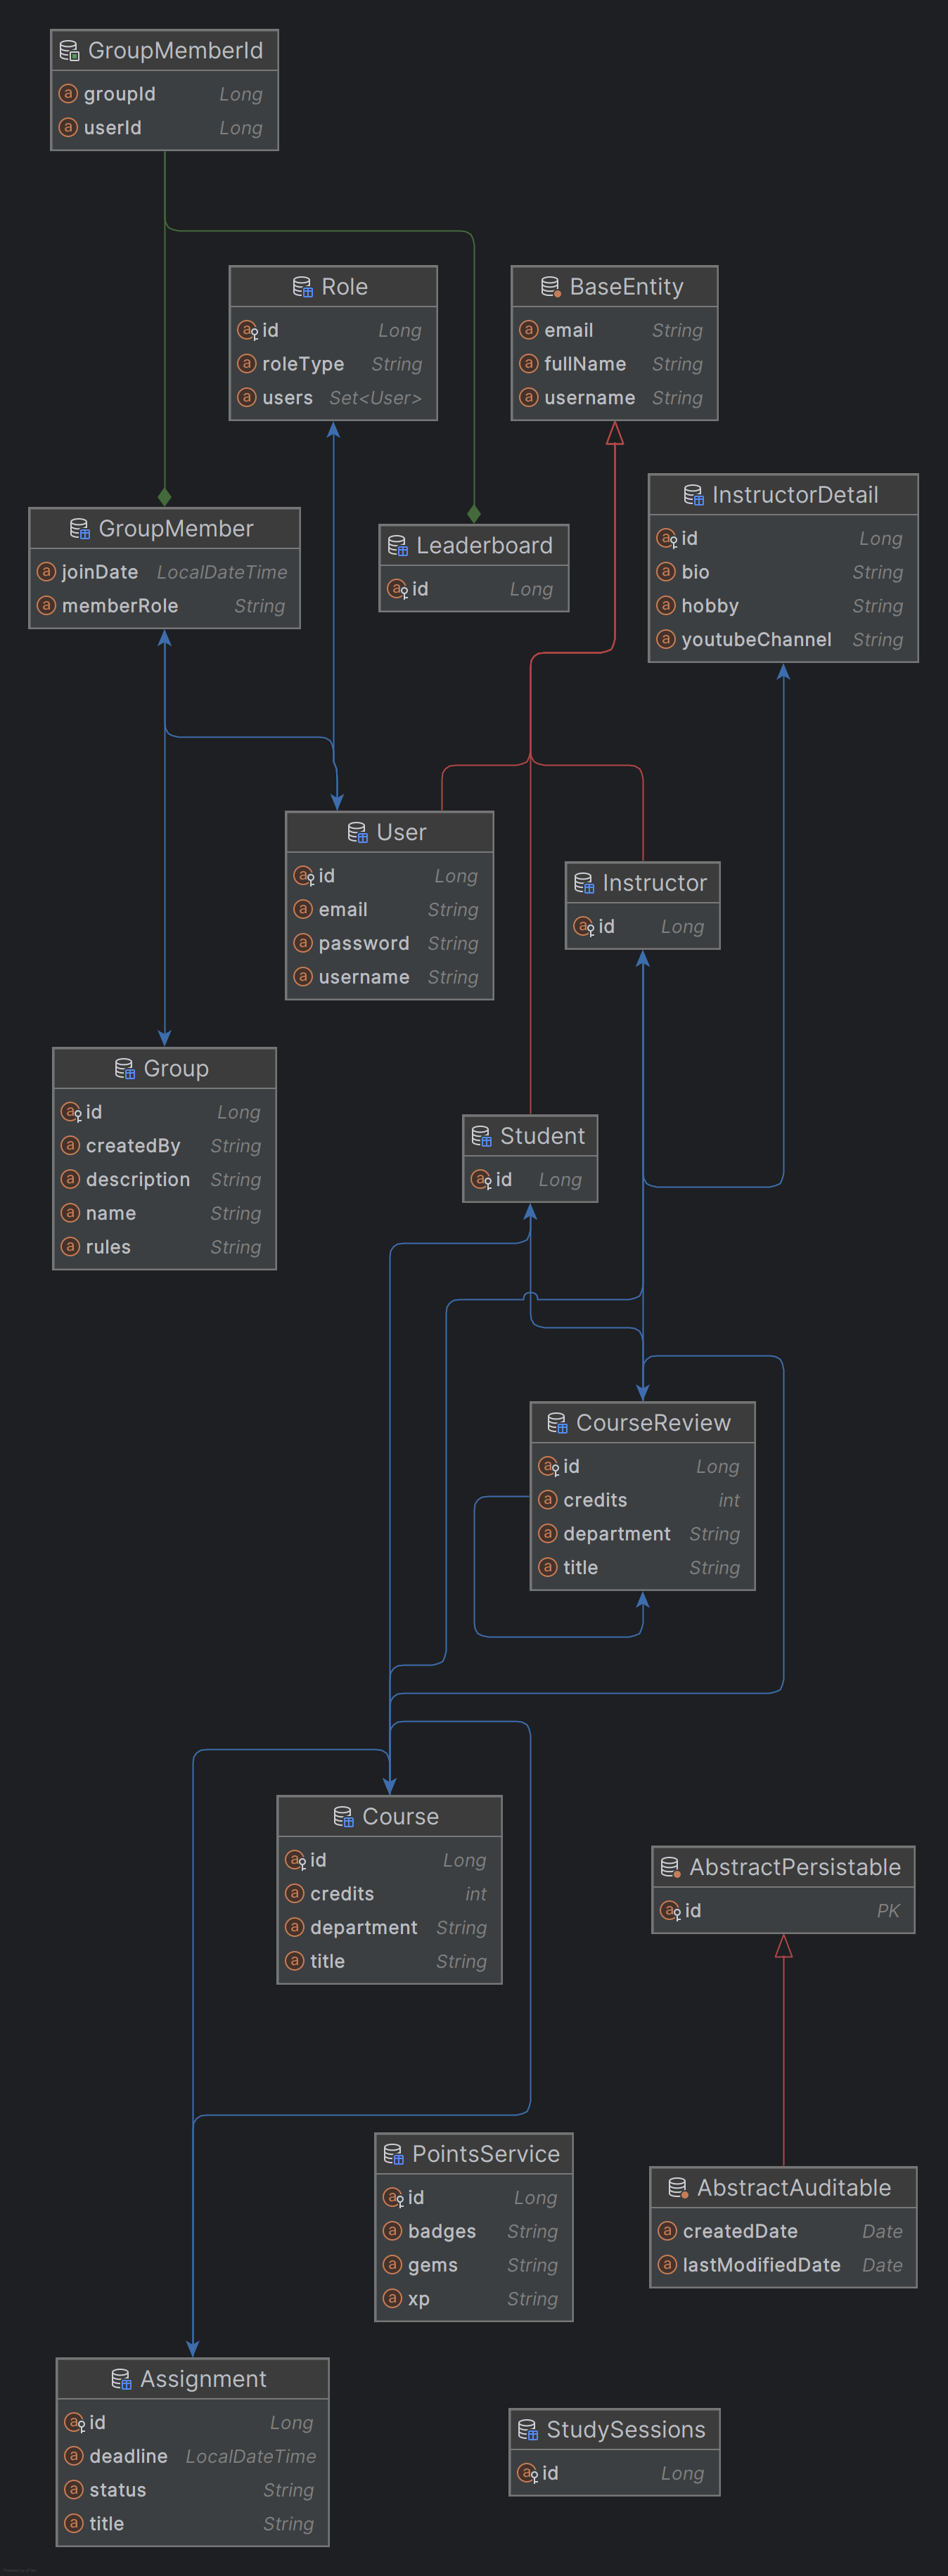 GroupMemberId
groupId Long
userId Long
Role
id Long
roleType String
users Set<User>
BaseEntity
email String
fullName String
username String
InstructorDetail
id Long
bio String
hobby String
youtubeChannel String
GroupMember
joinDate LocalDateTime
memberRole String
Leaderboard
id Long
User
id Long
email String
password String
username String
Instructor
id Long
Group
id Long
createdBy String
description String
name String
rules String
Student
id Long
CourseReview
id Long
credits int
department String
title String
Course
id Long
credits int
department String
title String
AbstractPersistable
id PK
PointsService
id Long
badges String
gems String
xp String
AbstractAuditable
createdDate Date
lastModifiedDate Date
Assignment
id Long
deadline LocalDateTime
status String
title String
StudySessions
id Long